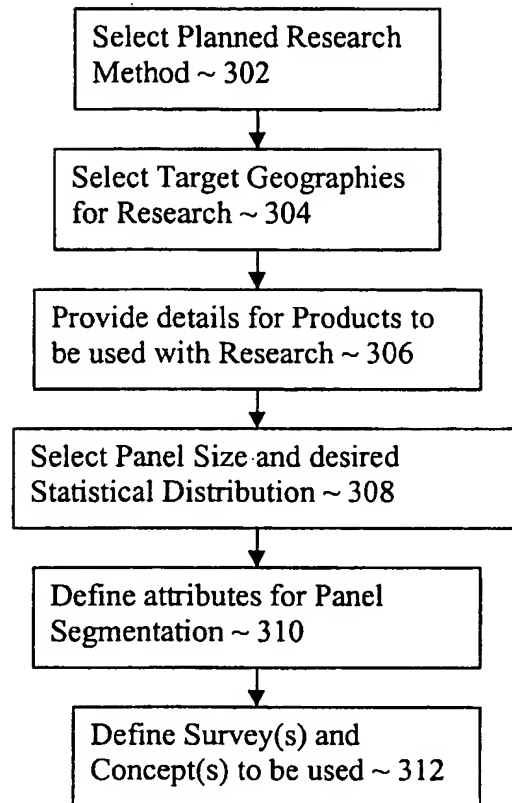 Select Planned Research
Method ~ 302
Select Target Geographies
for Research ~ 304
Provide details for Products to
be used with Research ~ 306
Select Panel Size and desired
Statistical Distribution ~ 308
Define attributes for Panel
Segmentation ~ 310
Define Survey(s) and
Concept(s) to be used ~ 312